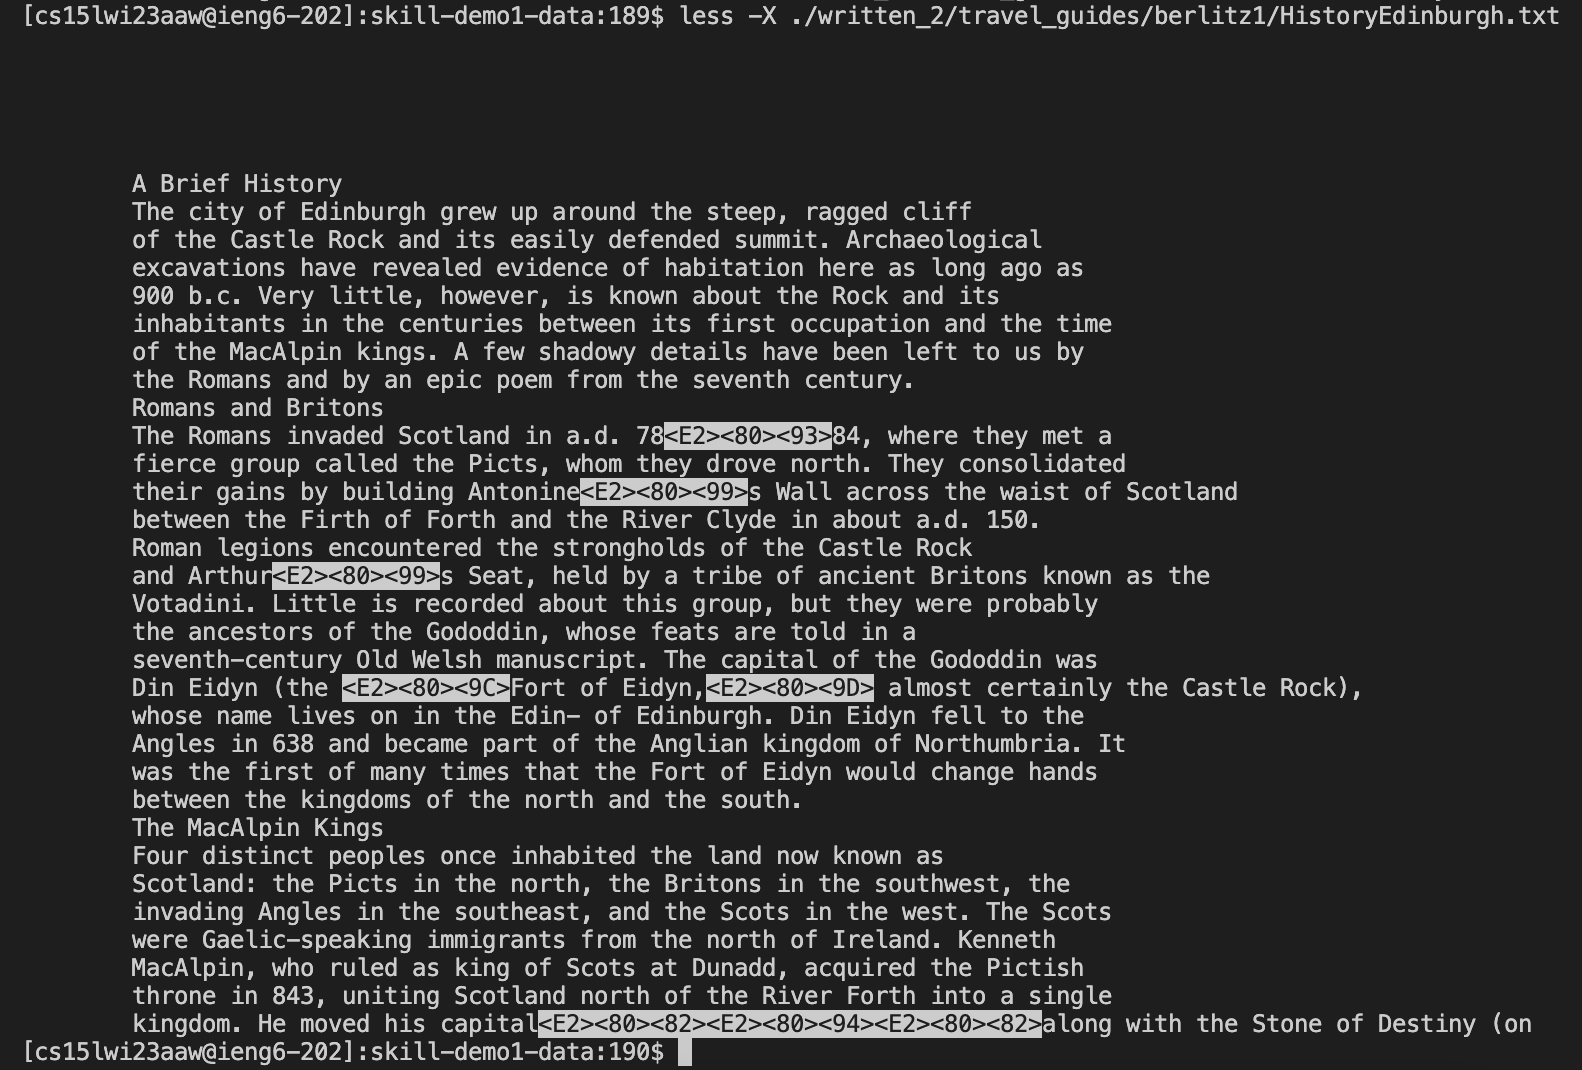 [cs15lwi23aaw@ieng6-202]:skill-demo1-data:189$ less -X ./written_2/travel_guides/berlitz1/HistoryEdinburgh.txt
A Brief History
The city of Edinburgh grew up around the steep, ragged cliff
of the Castle Rock and its easily defended summit. Archaeological
excavations have revealed evidence of habitation here as long ago as
900 b.c. Very little, however, is known about the Rock and its
inhabitants in the centuries between its first occupation and the time
of the MacAlpin kings. A few shadowy details have been left to us by
the Romans and by an epic poem from the seventh century.
Romans and Britons
The Romans invaded Scotland in a.d. 78<E2><80><93>84, where they met a
fierce group called the Picts, whom they drove north. They consolidated
their gains by building Antonine<E2><80><99>s Wall across the waist of Scotland
between the Firth of Forth and the River Clyde in about a.d. 150.
Roman legions encountered the strongholds of the Castle Rock
and Arthur<E2><80><99>s Seat, held by a tribe of ancient Britons known as the
Votadini. Little is recorded about this group, but they were probably
the ancestors of the Gododdin, whose feats are told in a
seventh-century Old Welsh manuscript. The capital of the Gododdin was
Din Eidyn (the <E2><80><9C>Fort of Eidyn,<E2><80><9D> almost certainly the Castle Rock),
whose name lives on in the Edin- of Edinburgh. Din Eidyn fell to the
Angles in 638 and became part of the Anglian kingdom of Northumbria. It
was the first of many times that the Fort of Eidyn would change hands
between the kingdoms of the north and the south.
The MacAlpin Kings
Four distinct peoples once inhabited the land now known as
Scotland: the Picts in the north, the Britons in the southwest, the
invading Angles in the southeast, and the Scots in the west. The Scots
were Gaelic-speaking immigrants from the north of Ireland. Kenneth
MacAlpin, who ruled as king of Scots at Dunadd, acquired the Pictish
throne in 843, uniting Scotland north of the River Forth into a single
kingdom. He moved his capital<E2><80><82><E2><80><94><E2><80><82>along with the Stone of Destiny (on
[cs15lwi23aaw@ieng6-202]:skill-demo1-data:190$